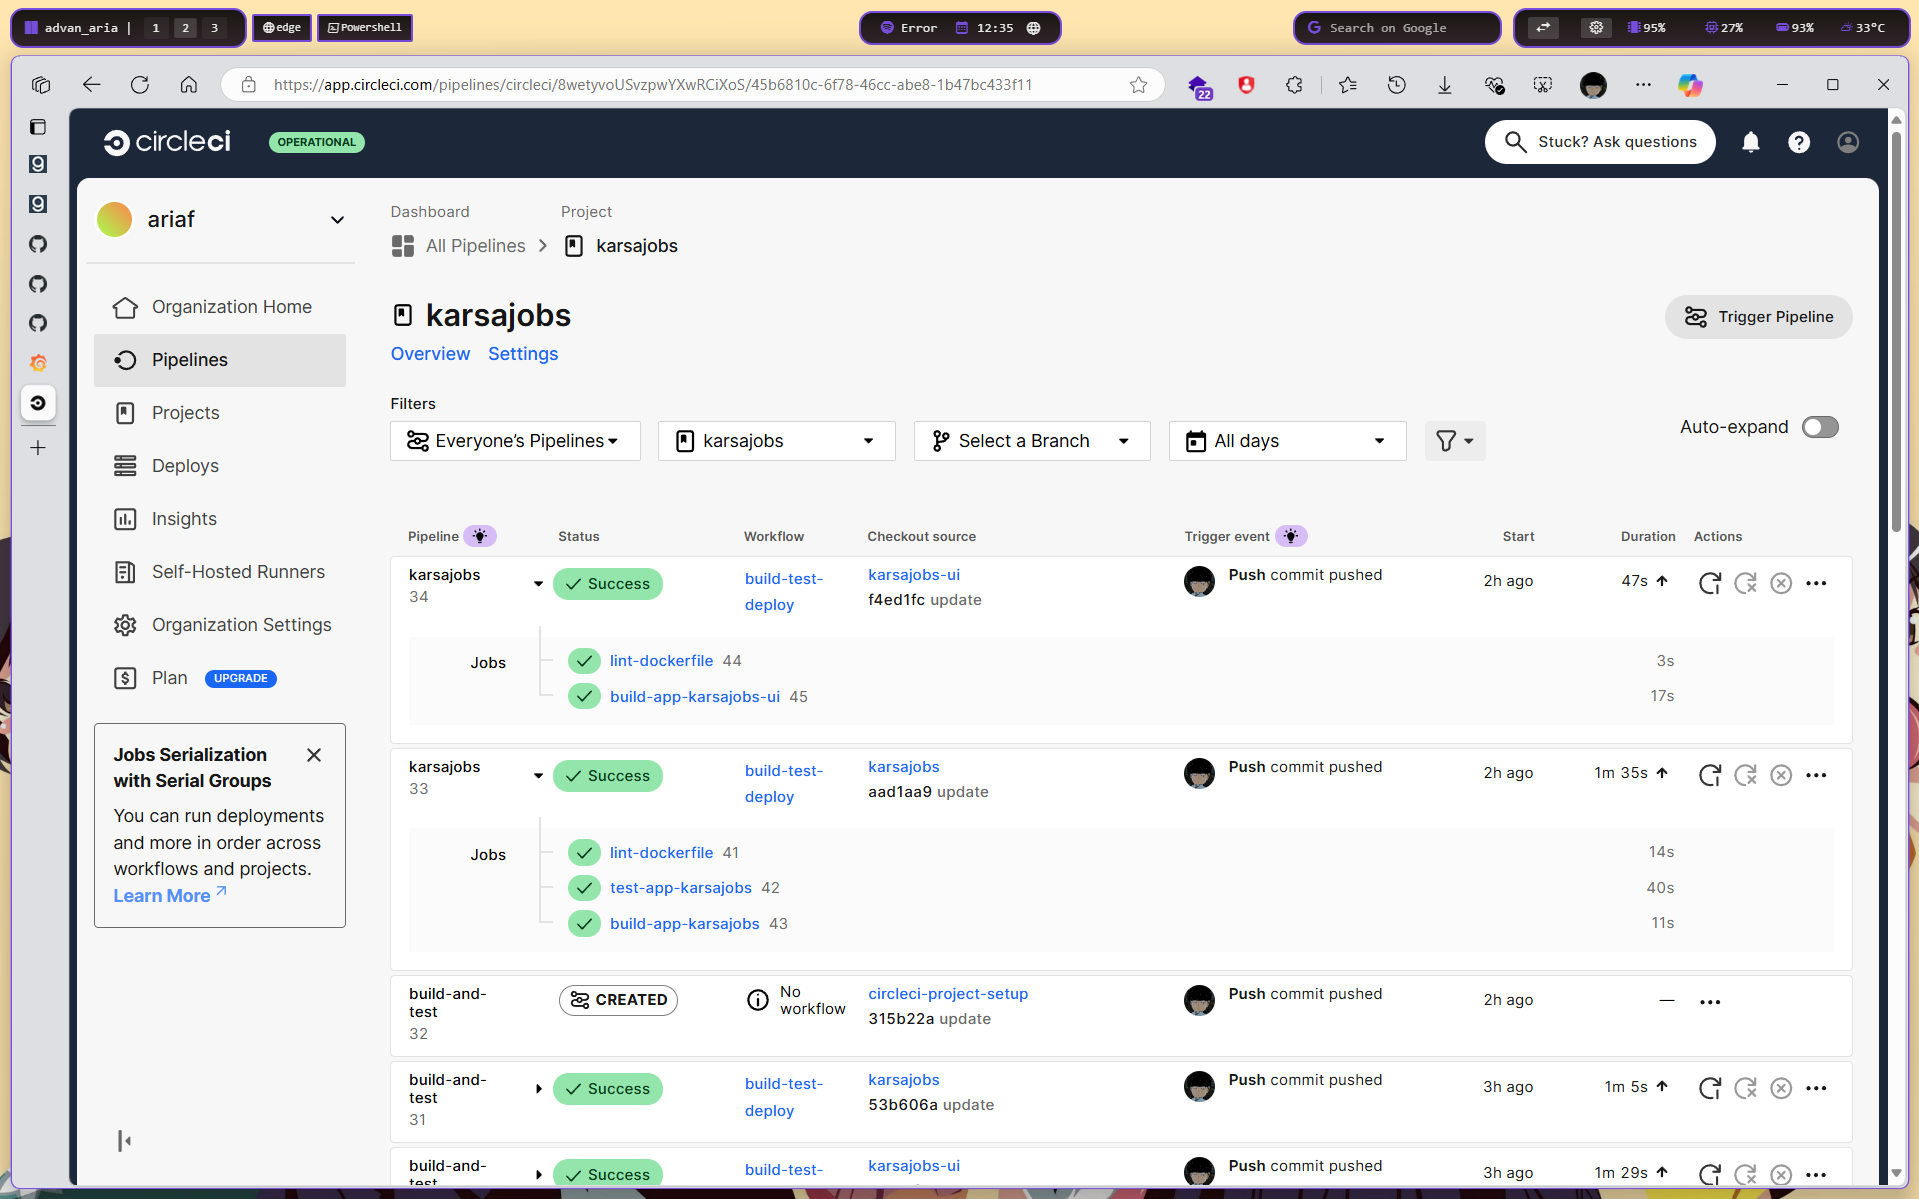 advan_aria | 1 2 3
edge
Powershell
Error 12:35
Search on Google
95% 27% 93% 33°C
https://app.circleci.com/pipelines/circleci/8wetyvoUSvzpwYXwRCiXoS/45b6810c-6f78-46cc-abe8-1b47bc433f11
22
circleci OPERATIONAL
Stuck? Ask questions
ariaf
Organization Home
Pipelines
Projects
Deploys
Insights
Self-Hosted Runners
Organization Settings
Plan UPGRADE
Jobs Serialization
with Serial Groups
You can run deployments
and more in order across
workflows and projects.
Learn More
Dashboard Project
All Pipelines karsajobs
karsajobs
Trigger Pipeline
Overview Settings
Filters
Everyone's Pipelines karsajobs Select a Branch All days
Auto-expand
Pipeline Status Workflow Checkout source Trigger event Start Duration Actions
karsajobs
34
Success
build-test-
deploy
karsajobs-ui
f4ed1fc update
Push commit pushed
2h ago
47s
Jobs
lint-dockerfile 44 3s
build-app-karsajobs-ui 45 17s
karsajobs
33
Success
build-test-
deploy
karsajobs
aad1aa9 update
Push commit pushed
2h ago
1m 35s
Jobs
lint-dockerfile 41 14s
test-app-karsajobs 42 40s
build-app-karsajobs 43 11s
build-and-
test
32
CREATED
No
workflow
circleci-project-setup
315b22a update
Push commit pushed
2h ago
—
build-and-
test
31
Success
build-test-
deploy
karsajobs
53b606a update
Push commit pushed
3h ago
1m 5s
build-and-
test
Success
build-test-
karsajobs-ui
Push commit pushed
3h ago
1m 29s